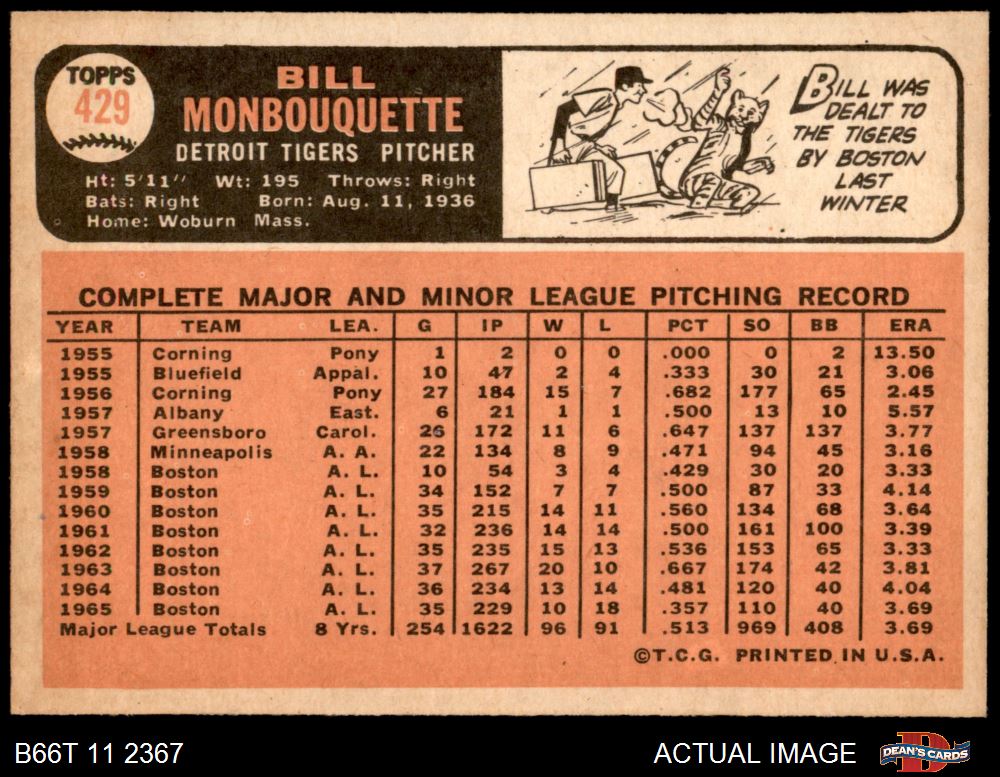 TOPPS
429
BILL
MONBOUQUETTE
DETROIT TIGERS PITCHER
Ht: 5'11" Wt: 195 Throws: Right
Bats: Right Born: Aug. 11, 1936
Home: Woburn Mass.
BILL WAS
DEALT TO
THE TIGERS
BY BOSTON
LAST
WINTER
COMPLETE MAJOR AND MINOR LEAGUE PITCHING RECORD
YEAR TEAM LEA. G IP W L PCT SO BB ERA
1955 Corning Pony 1 2 0 0 .000 0 2 13.50
1955 Bluefield Appal. 10 47 2 4 .333 30 21 3.06
1956 Corning Pony 27 184 15 7 .682 177 65 2.45
1957 Albany East. 6 21 1 1 .500 13 10 5.57
1957 Greensboro Carol. 26 172 11 6 .647 137 137 3.77
1958 Minneapolis A. A. 22 134 8 9 .471 94 45 3.16
1958 Boston A. L. 10 54 3 4 .429 30 20 3.33
1959 Boston A. L. 34 152 7 7 .500 87 33 4.14
1960 Boston A. L. 35 215 14 11 .560 134 68 3.64
1961 Boston A. L. 32 236 14 14 .500 161 100 3.39
1962 Boston A. L. 35 235 15 13 .536 153 65 3.33
1963 Boston A. L. 37 267 20 10 .667 174 42 3.81
1964 Boston A. L. 36 234 13 14 .481 120 40 4.04
1965 Boston A. L. 35 229 10 18 .357 110 40 3.69
Major League Totals 8 Yrs. 254 1622 96 91 .513 969 408 3.69
©T.C.G. PRINTED IN U.S.A.
B66T 11 2367 ACTUAL IMAGE DEAN'S CARDS